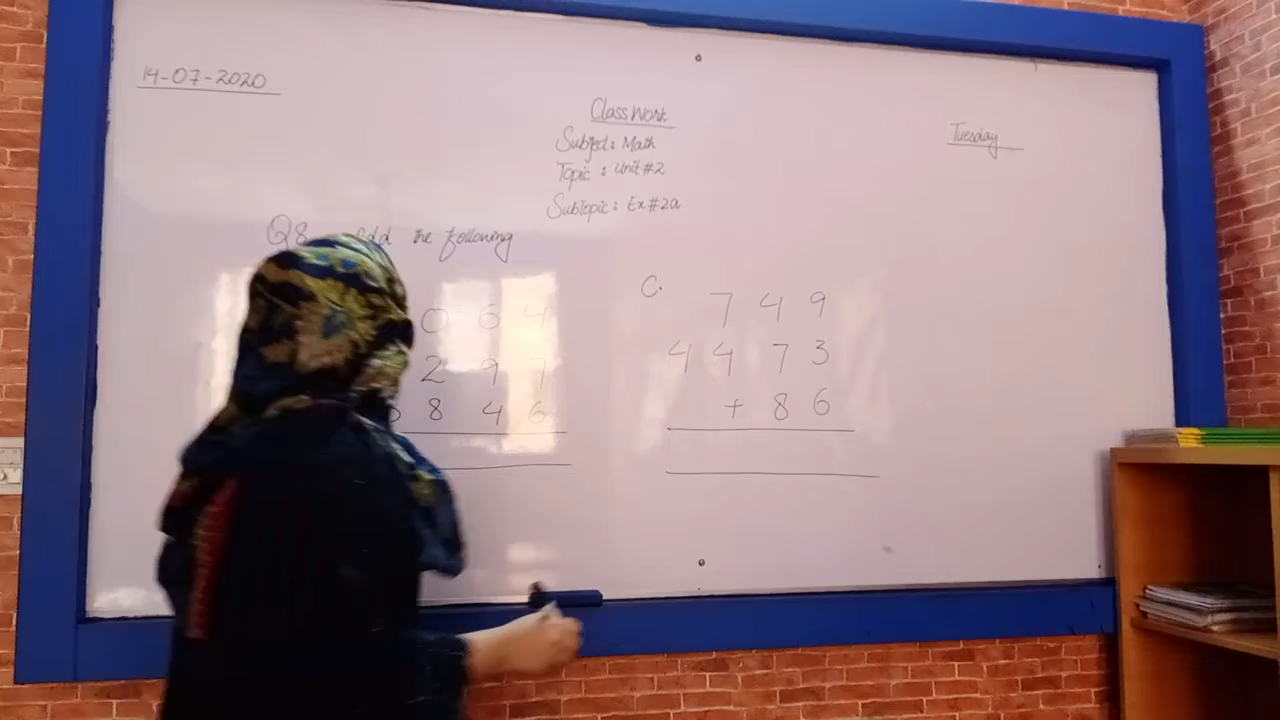 14-07-2020
Class Work
Tuesday
Subject: Math
Topic: Unit #2
SubTopic: Ex #2a
Q8 Add the following
0 6 4
2 9 7
8 4 6
C.
7 4 9
4 4 7 3
+ 8 6